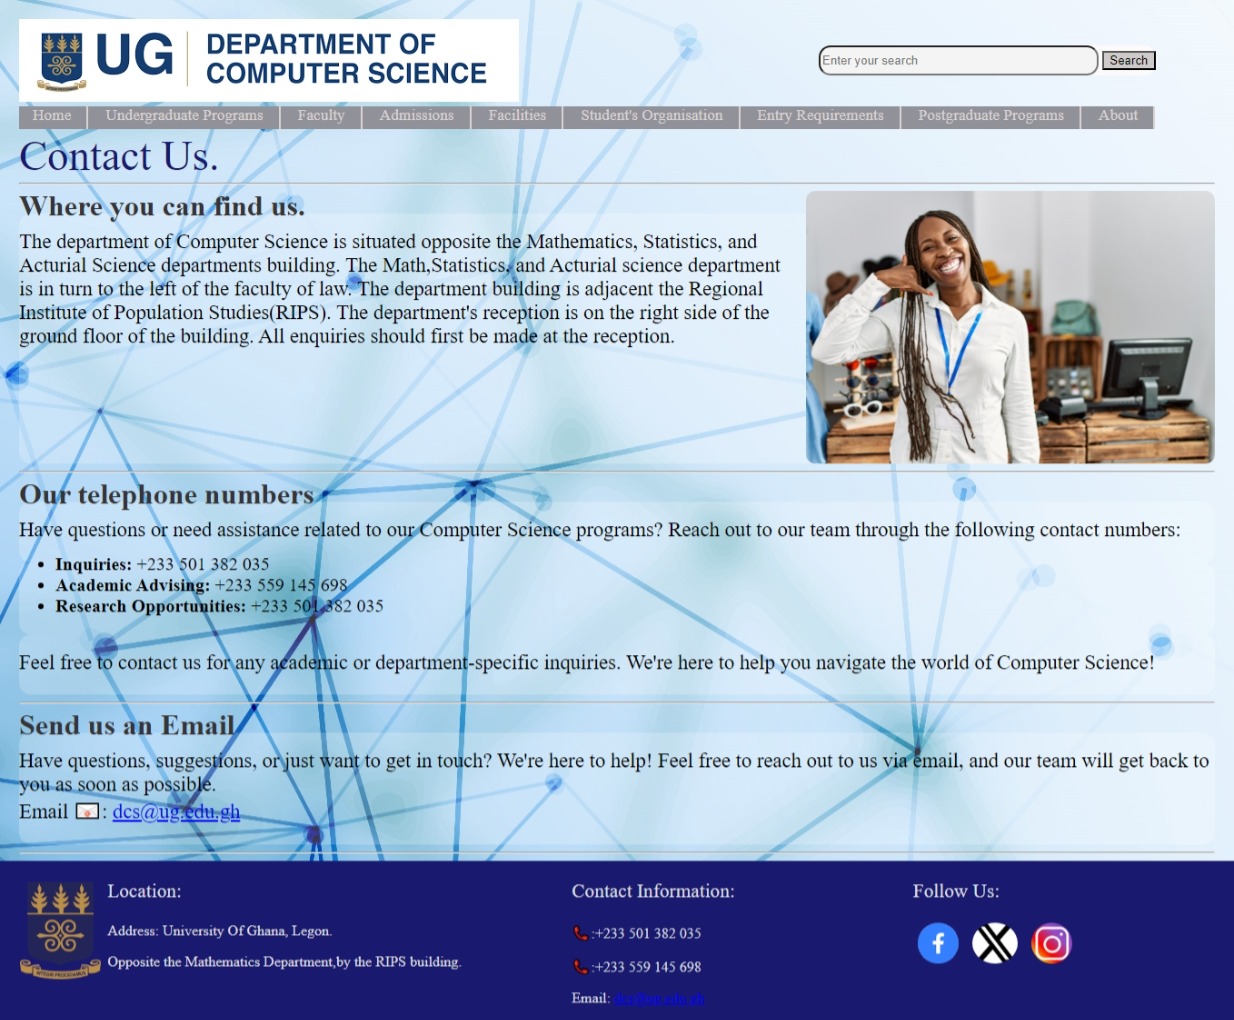 UG
DEPARTMENT OF
COMPUTER SCIENCE
Enter your search
Search
Home
Undergraduate Programs
Faculty
Admissions
Facilities
Student's Organisation
Entry Requirements
Postgraduate Programs
About
Contact Us.
Where you can find us.
The department of Computer Science is situated opposite the Mathematics, Statistics, and
Acturial Science departments building. The Math,Statistics, and Acturial science department
is in turn to the left of the faculty of law. The department building is adjacent the Regional
Institute of Population Studies(RIPS). The department's reception is on the right side of the
ground floor of the building. All enquiries should first be made at the reception.
Our telephone numbers
Have questions or need assistance related to our Computer Science programs? Reach out to our team through the following contact numbers:
• Inquiries: +233 501 382 035
• Academic Advising: +233 559 145 698
• Research Opportunities: +233 501 382 035
Feel free to contact us for any academic or department-specific inquiries. We're here to help you navigate the world of Computer Science!
Send us an Email
Have questions, suggestions, or just want to get in touch? We're here to help! Feel free to reach out to us via email, and our team will get back to
you as soon as possible.
Email 📧: dcs@ug.edu.gh
Location:
Address: University Of Ghana, Legon.
Opposite the Mathematics Department,by the RIPS building.
Contact Information:
📞:+233 501 382 035
📞:+233 559 145 698
Email: dcs@ug.edu.gh
Follow Us: